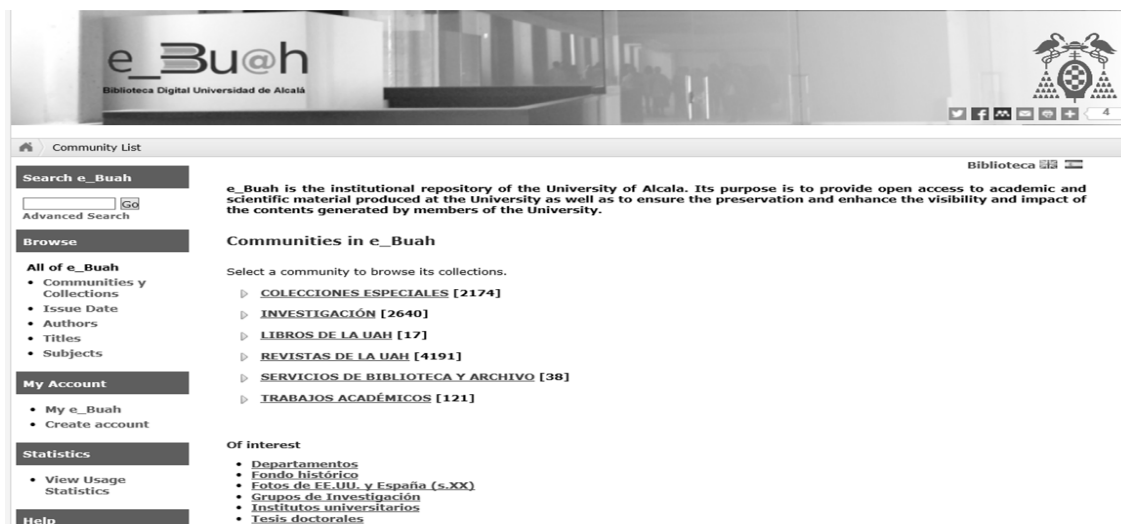 e_Buah
Biblioteca Digital Universidad de Alcalá
4
Community List
Biblioteca
Search e_Buah
Go
Advanced Search
Browse
All of e_Buah
• Communities y
Collections
• Issue Date
• Authors
• Titles
• Subjects
My Account
• My e_Buah
• Create account
Statistics
• View Usage
Statistics
Help
e_Buah is the institutional repository of the University of Alcala. Its purpose is to provide open access to academic and
scientific material produced at the University as well as to ensure the preservation and enhance the visibility and impact of
the contents generated by members of the University.
Communities in e_Buah
Select a community to browse its collections.
COLECCIONES ESPECIALES [2174]
INVESTIGACIÓN [2640]
LIBROS DE LA UAH [17]
REVISTAS DE LA UAH [4191]
SERVICIOS DE BIBLIOTECA Y ARCHIVO [38]
TRABAJOS ACADÉMICOS [121]
Of interest
• Departamentos
• Fondo histórico
• Fotos de EE.UU. y España (s.XX)
• Grupos de Investigación
• Institutos universitarios
• Tesis doctorales